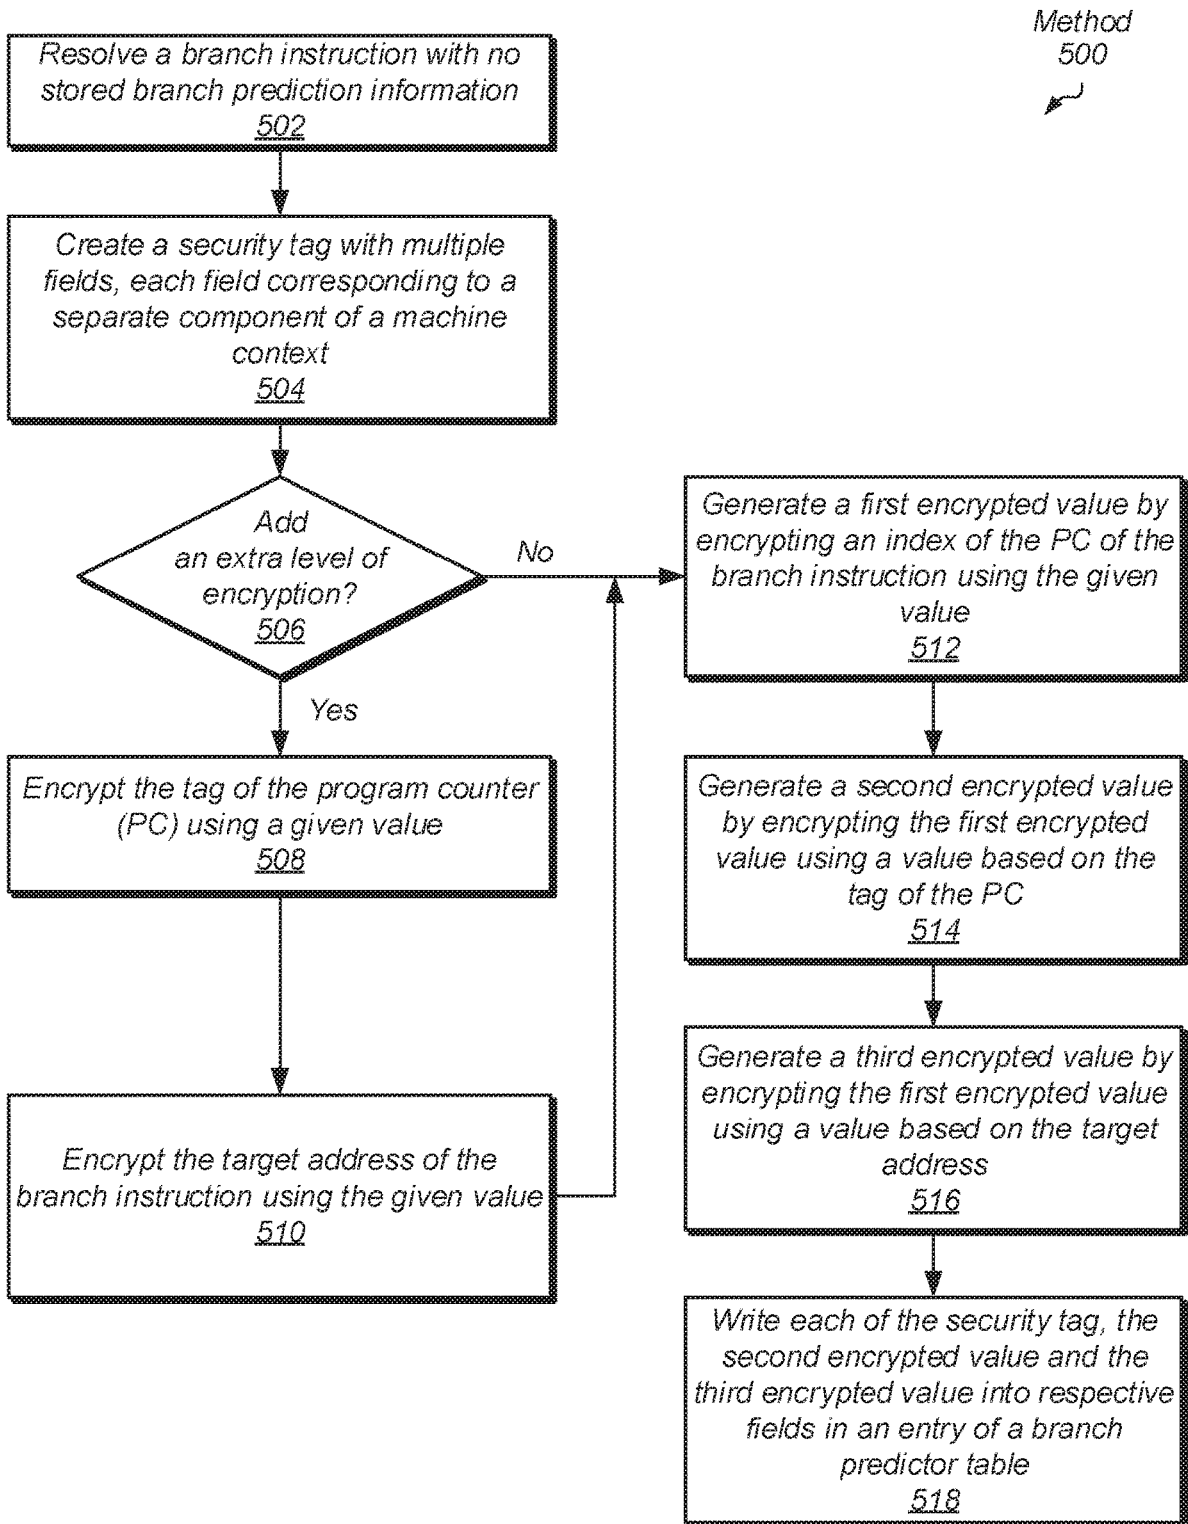 Method
500
Resolve a branch instruction with no
stored branch prediction information
502
Create a security tag with multiple
fields, each field corresponding to a
separate component of a machine
context
504
Add
an extra level of
encryption?
506
No
Yes
Encrypt the tag of the program counter
(PC) using a given value
508
Encrypt the target address of the
branch instruction using the given value
510
Generate a first encrypted value by
encrypting an index of the PC of the
branch instruction using the given
value
512
Generate a second encrypted value
by encrypting the first encrypted
value using a value based on the
tag of the PC
514
Generate a third encrypted value by
encrypting the first encrypted value
using a value based on the target
address
516
Write each of the security tag, the
second encrypted value and the
third encrypted value into respective
fields in an entry of a branch
predictor table
518